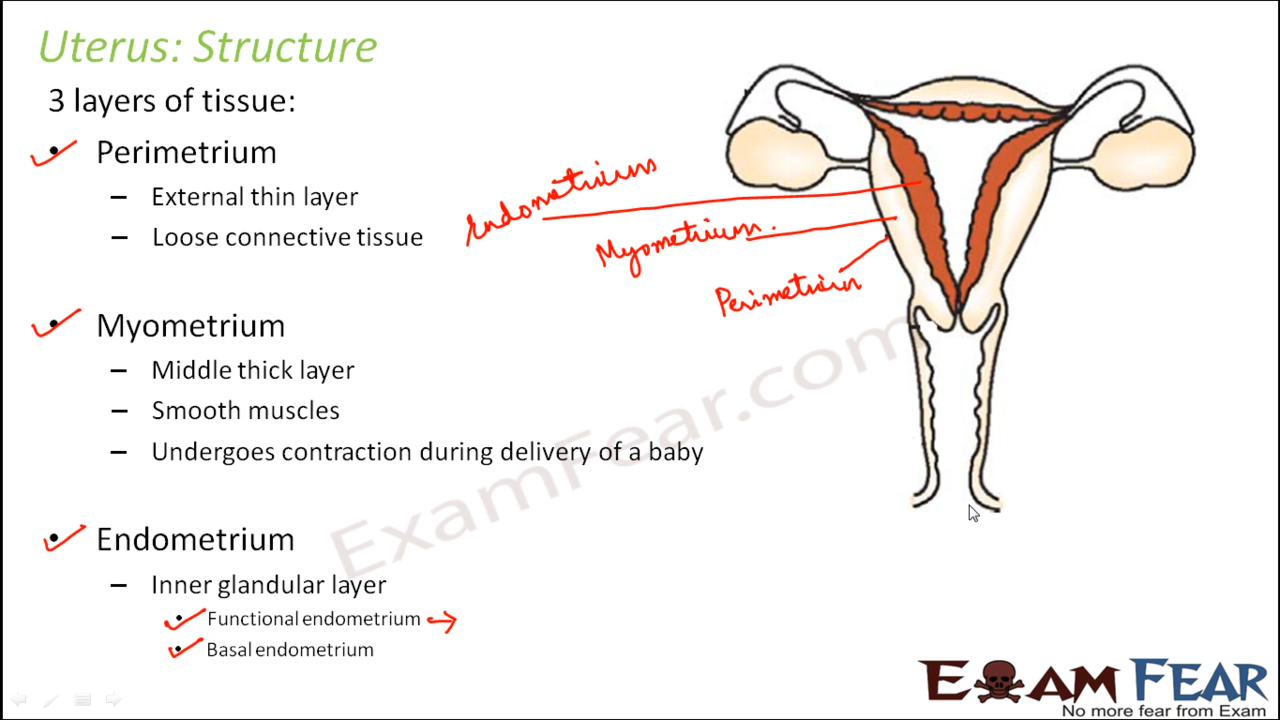 Uterus: Structure
3 layers of tissue:
• Perimetrium
– External thin layer
– Loose connective tissue
• Myometrium
– Middle thick layer
– Smooth muscles
– Undergoes contraction during delivery of a baby
• Endometrium
– Inner glandular layer
• Functional endometrium →
• Basal endometrium
Endometrium
Myometrium.
Perimetrium
ExamFear.com
EXAM FEAR
No more fear from Exam